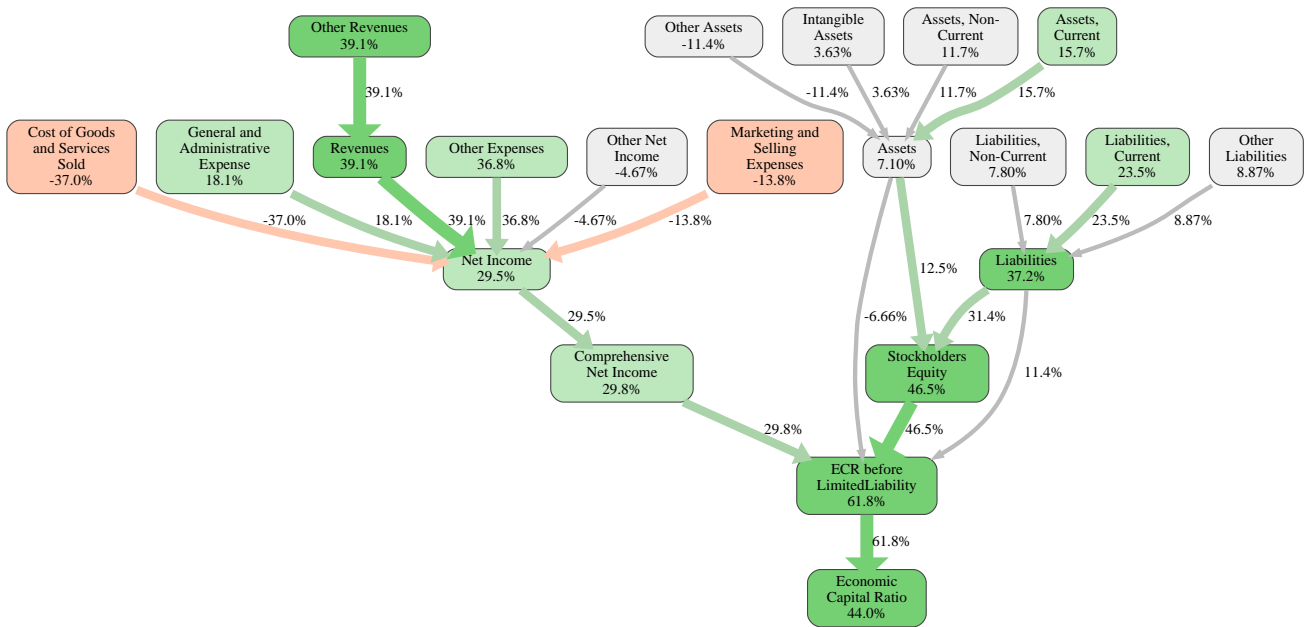 Other Revenues
39.1%
Other Assets
-11.4%
Intangible
Assets
3.63%
Assets, Non-
Current
11.7%
Assets,
Current
15.7%
39.1%
-11.4%
3.63%
11.7%
15.7%
Cost of Goods
and Services
Sold
-37.0%
General and
Administrative
Expense
18.1%
Revenues
39.1%
Other Expenses
36.8%
Other Net
Income
-4.67%
Marketing and
Selling
Expenses
-13.8%
Assets
7.10%
Liabilities,
Non-Current
7.80%
Liabilities,
Current
23.5%
Other
Liabilities
8.87%
-37.0%
18.1%
39.1%
36.8%
-4.67%
-13.8%
7.80%
23.5%
8.87%
Net Income
29.5%
12.5%
Liabilities
37.2%
29.5%
-6.66%
31.4%
Comprehensive
Net Income
29.8%
Stockholders
Equity
46.5%
11.4%
29.8%
46.5%
ECR before
LimitedLiability
61.8%
61.8%
Economic
Capital Ratio
44.0%